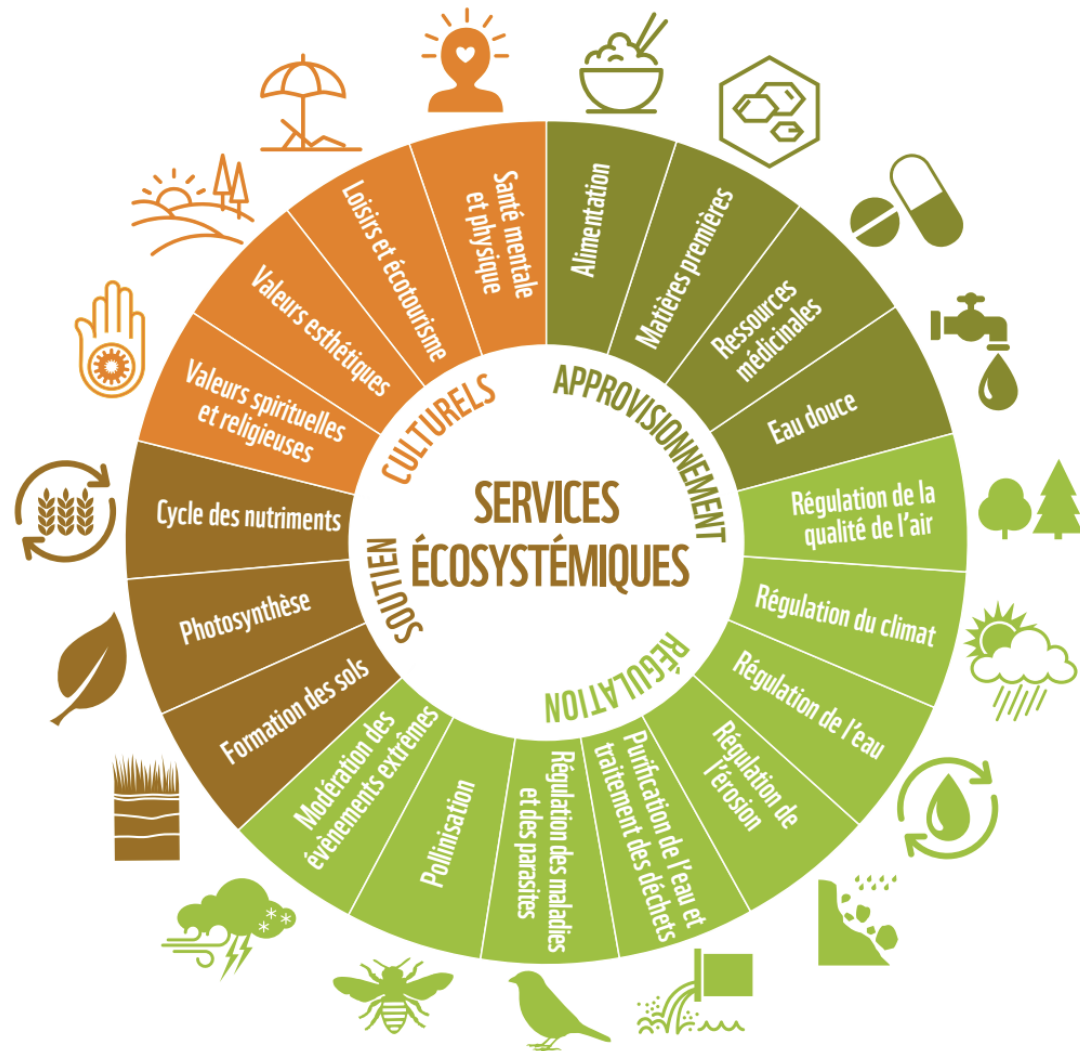 SERVICES
ÉCOSYSTÉMIQUES
APPROVISIONNEMENT
Alimentation
Matières premières
Ressources
médicinales
Eau douce
RÉGULATION
Régulation de la
qualité de l'air
Régulation du climat
Régulation de l'eau
Régulation de
l'érosion
Purification de l'eau et
traitement des déchets
Régulation des maladies
et des parasites
Pollinisation
Modération des
évènements extrêmes
SOUTIEN
Formation des sols
Photosynthèse
Cycle des nutriments
CULTURELS
Valeurs spirituelles
et religieuses
Valeurs esthétiques
Loisirs et écotourisme
Santé mentale
et physique